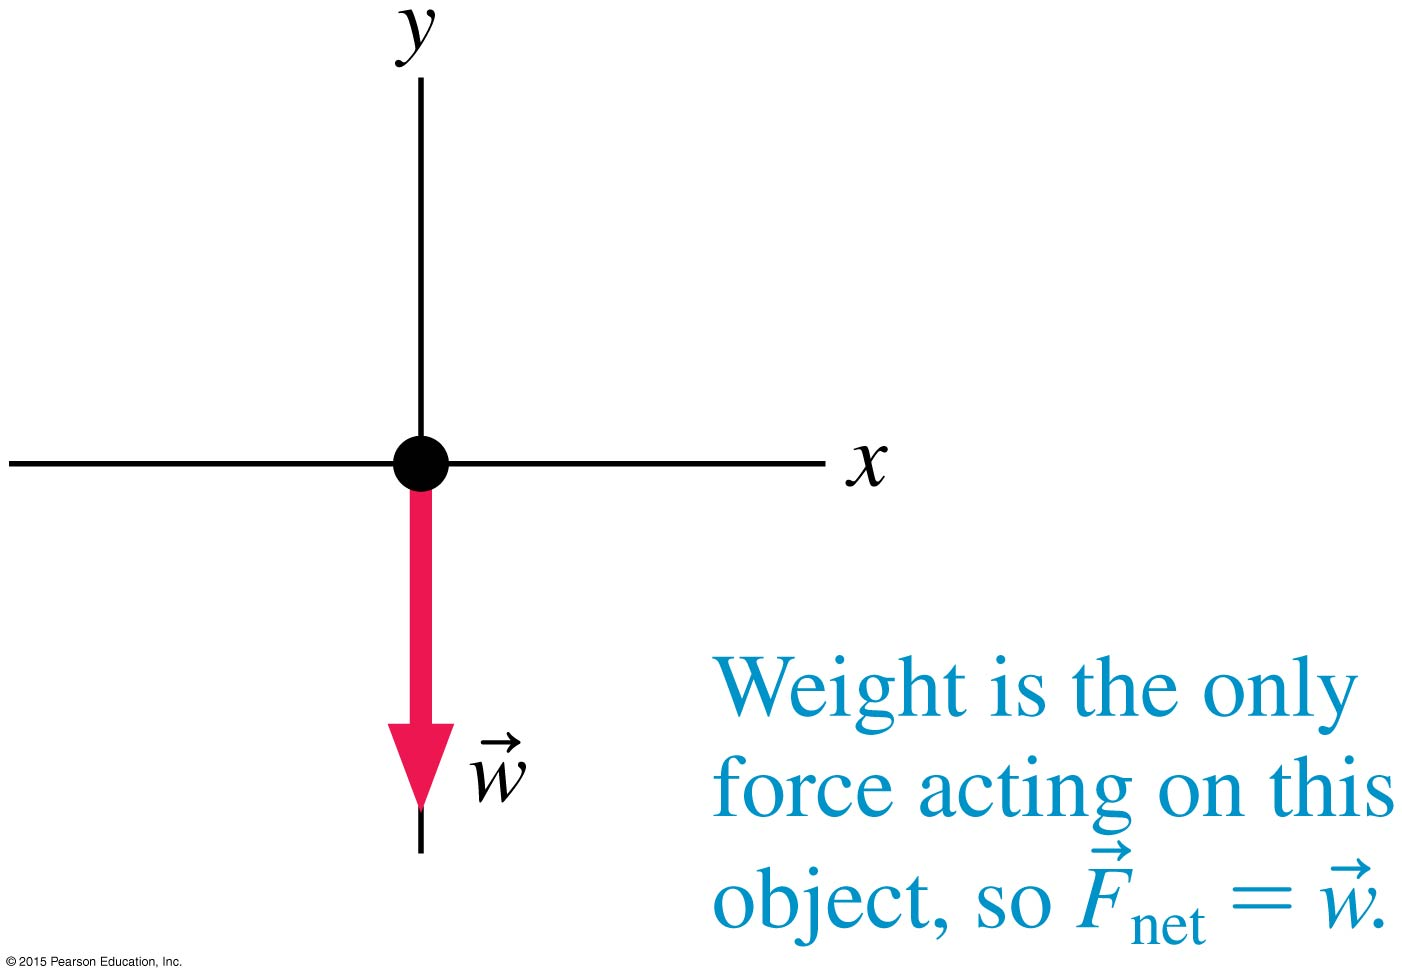 y
x
w⃗
Weight is the only
force acting on this
object, so F⃗net = w⃗.
© 2015 Pearson Education, Inc.